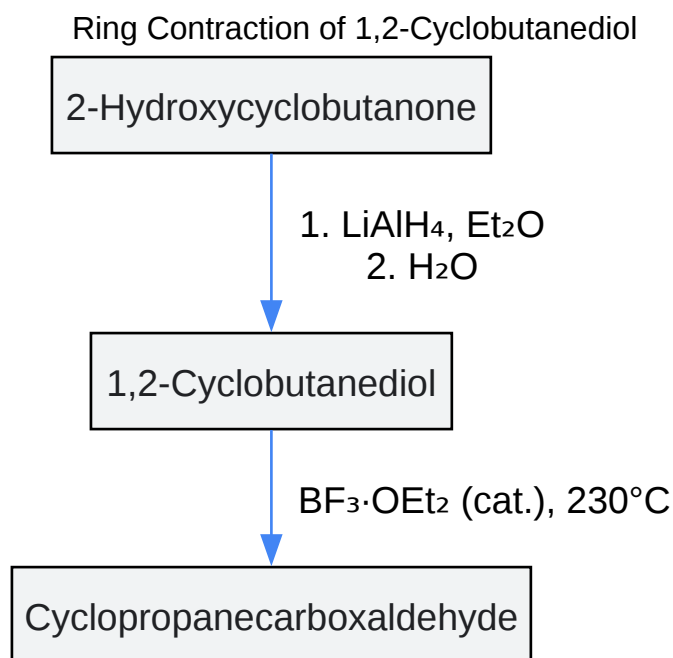 Ring Contraction of 1,2-Cyclobutanediol
2-Hydroxycyclobutanone
1. LiAlH₄, Et₂O
2. H₂O
1,2-Cyclobutanediol
BF₃·OEt₂ (cat.), 230°C
Cyclopropanecarboxaldehyde